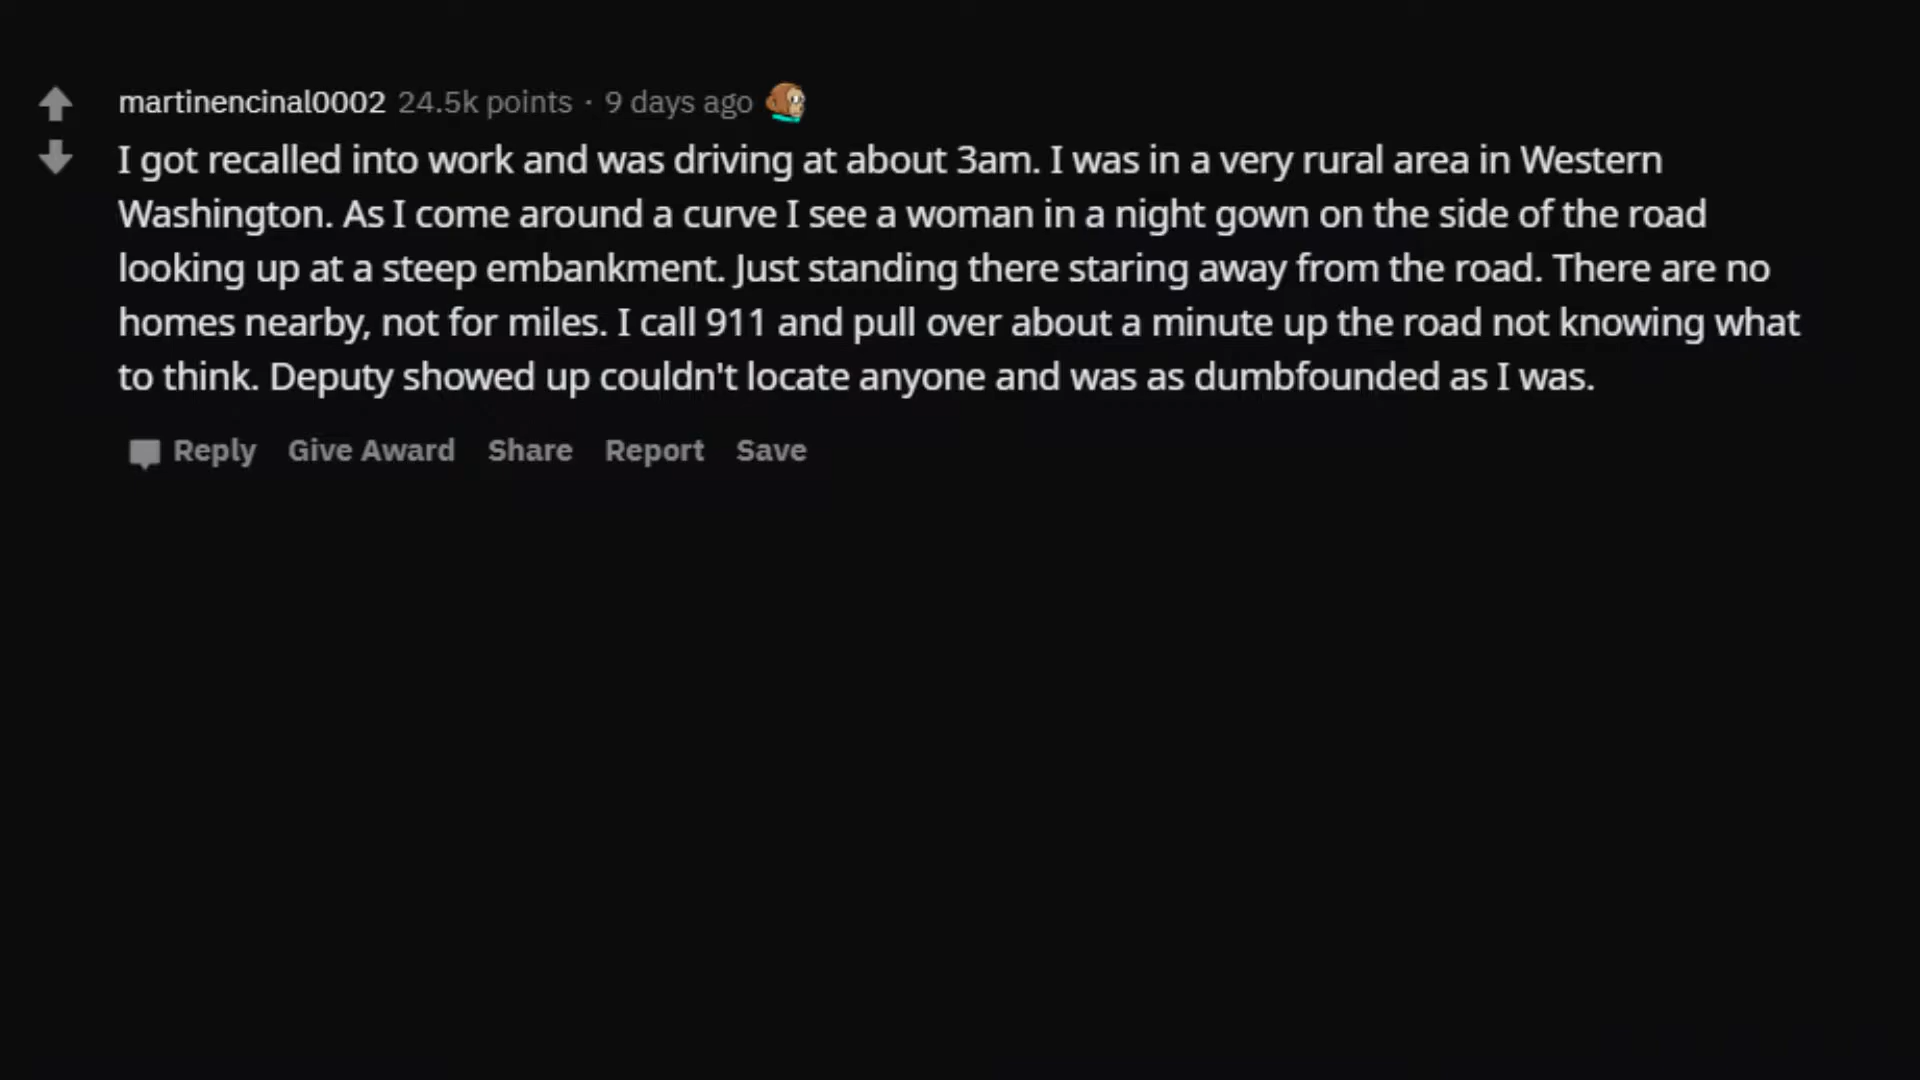 martinencinal0002 24.5k points · 9 days ago
I got recalled into work and was driving at about 3am. I was in a very rural area in Western
Washington. As I come around a curve I see a woman in a night gown on the side of the road
looking up at a steep embankment. Just standing there staring away from the road. There are no
homes nearby, not for miles. I call 911 and pull over about a minute up the road not knowing what
to think. Deputy showed up couldn't locate anyone and was as dumbfounded as I was.
Reply Give Award Share Report Save